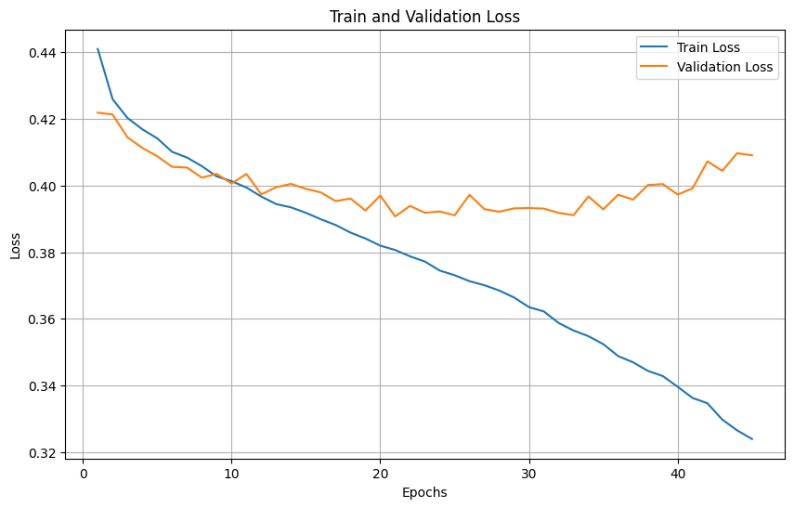 Train and Validation Loss
Train Loss
Validation Loss
0.44
0.42
0.40
0.38
0.36
0.34
0.32
Loss
0
10
20
30
40
Epochs